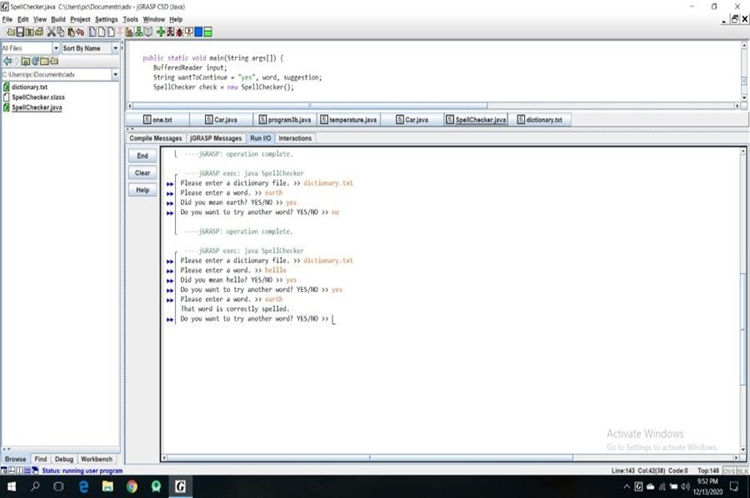 SpellChecker.java C:\Users\pc\Documents\adv - jGRASP CSD (Java)
File Edit View Build Project Settings Tools Window Help
All Files Sort By Name
C:\Users\pc\Documents\adv
dictionary.txt
SpellChecker.class
SpellChecker.java
public static void main(String args[]) {
BufferedReader input;
String wantToContinue = "yes", word, suggestion;
SpellChecker check = new SpellChecker();
one.txt Car.java program3b.java temperature.java Car.java SpellChecker.java dictionary.txt
Compile Messages jGRASP Messages Run I/O Interactions
End
Clear
Help
----jGRASP: operation complete.
----jGRASP exec: java SpellChecker
Please enter a dictionary file. >> dictionary.txt
Please enter a word. >> esrth
Did you mean earth? YES/NO >> yes
Do you want to try another word? YES/NO >> no
----jGRASP: operation complete.
----jGRASP exec: java SpellChecker
Please enter a dictionary file. >> dictionary.txt
Please enter a word. >> helllo
Did you mean hello? YES/NO >> yes
Do you want to try another word? YES/NO >> yes
Please enter a word. >> earth
That word is correctly spelled.
Do you want to try another word? YES/NO >>
Activate Windows
Go to Settings to activate Windows.
Browse Find Debug Workbench
Status: running user program
Line:143 Col:42(38) Code:0 Top:146 OVS BLK
9:52 PM
12/13/2020